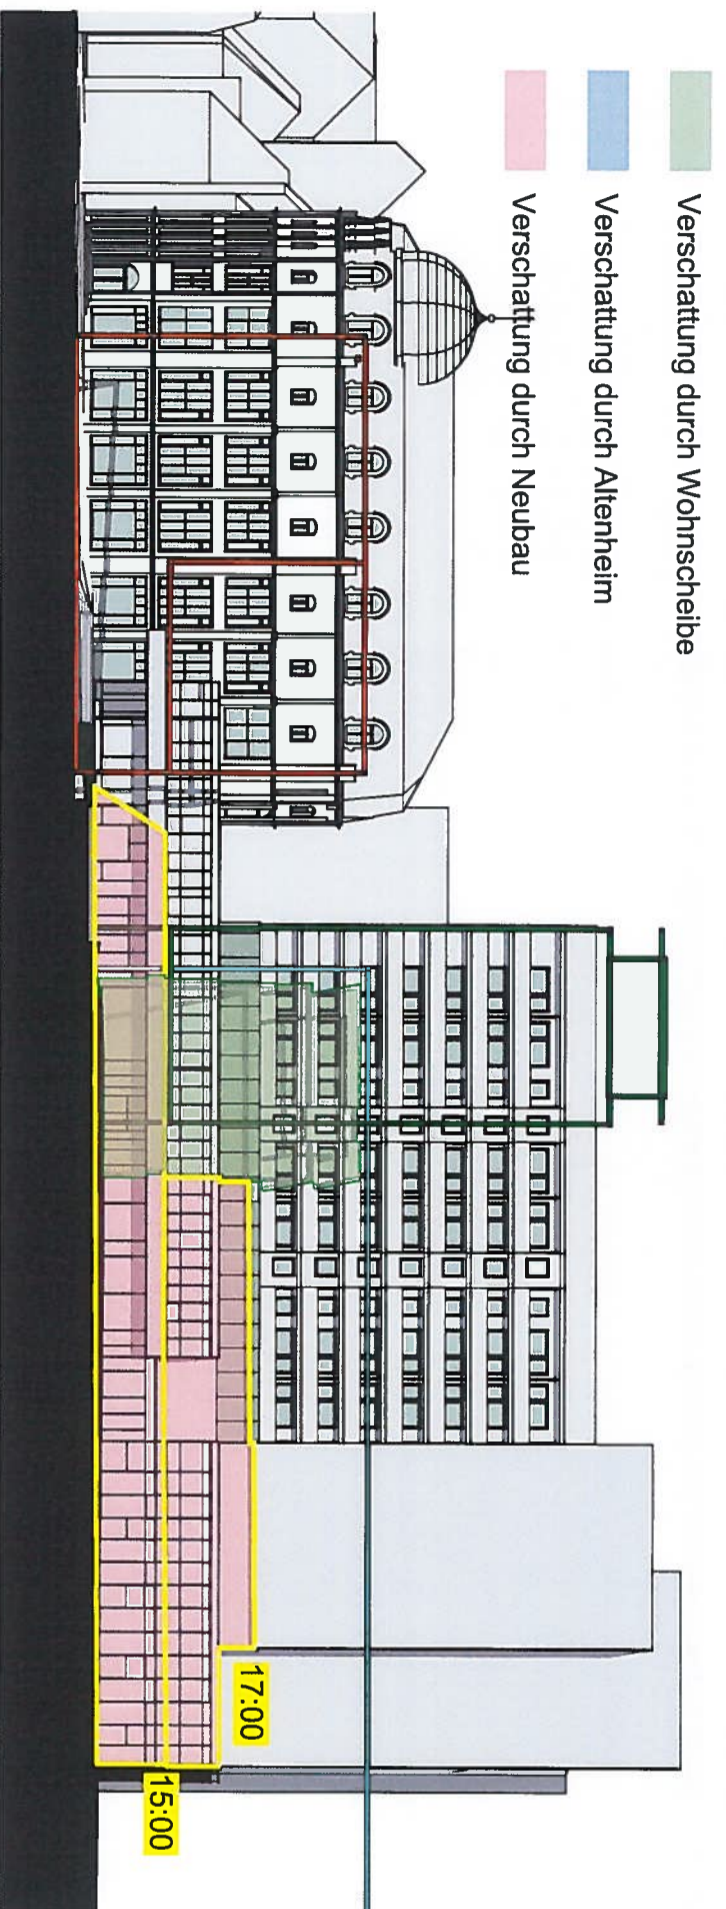 Verschattung durch Wohnscheibe
Verschattung durch Altenheim
Verschattung durch Neubau
17:00
15:00